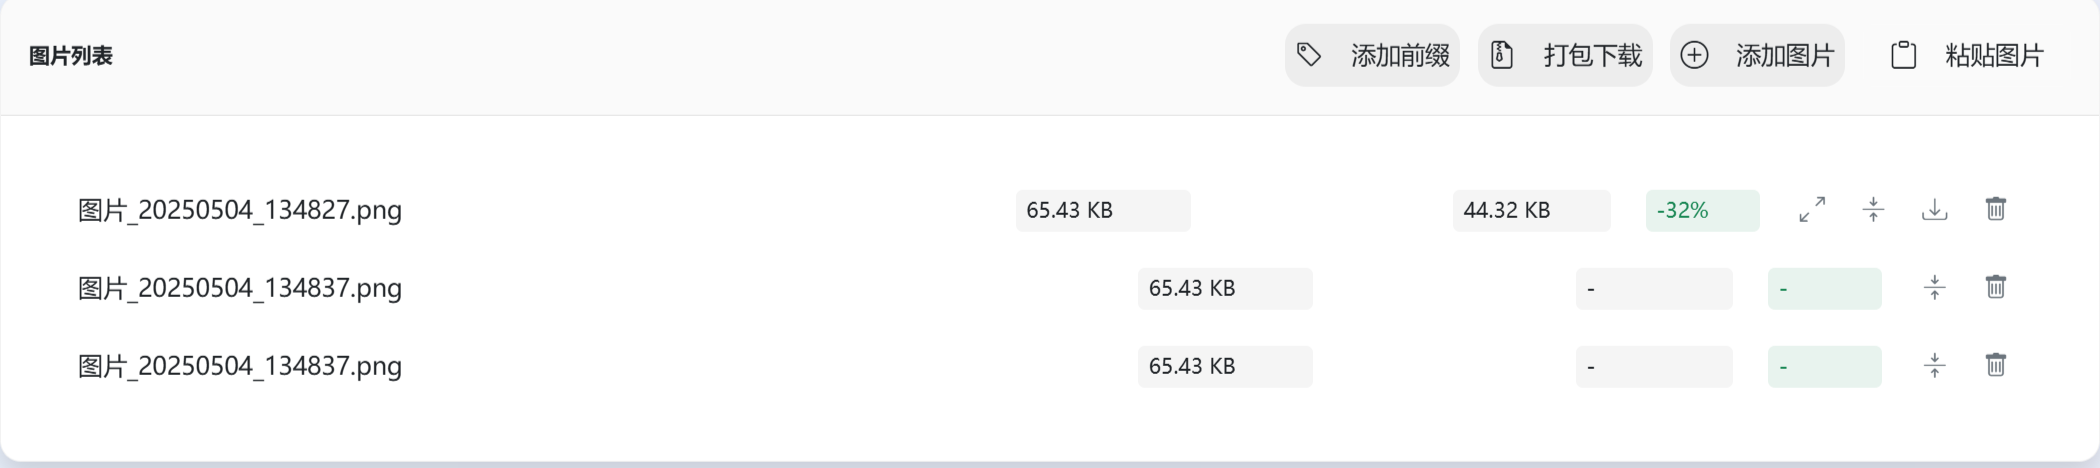 图片列表 添加前缀 打包下载 添加图片 粘贴图片
图片_20250504_134827.png 65.43 KB 44.32 KB -32%
图片_20250504_134837.png 65.43 KB - -
图片_20250504_134837.png 65.43 KB - -